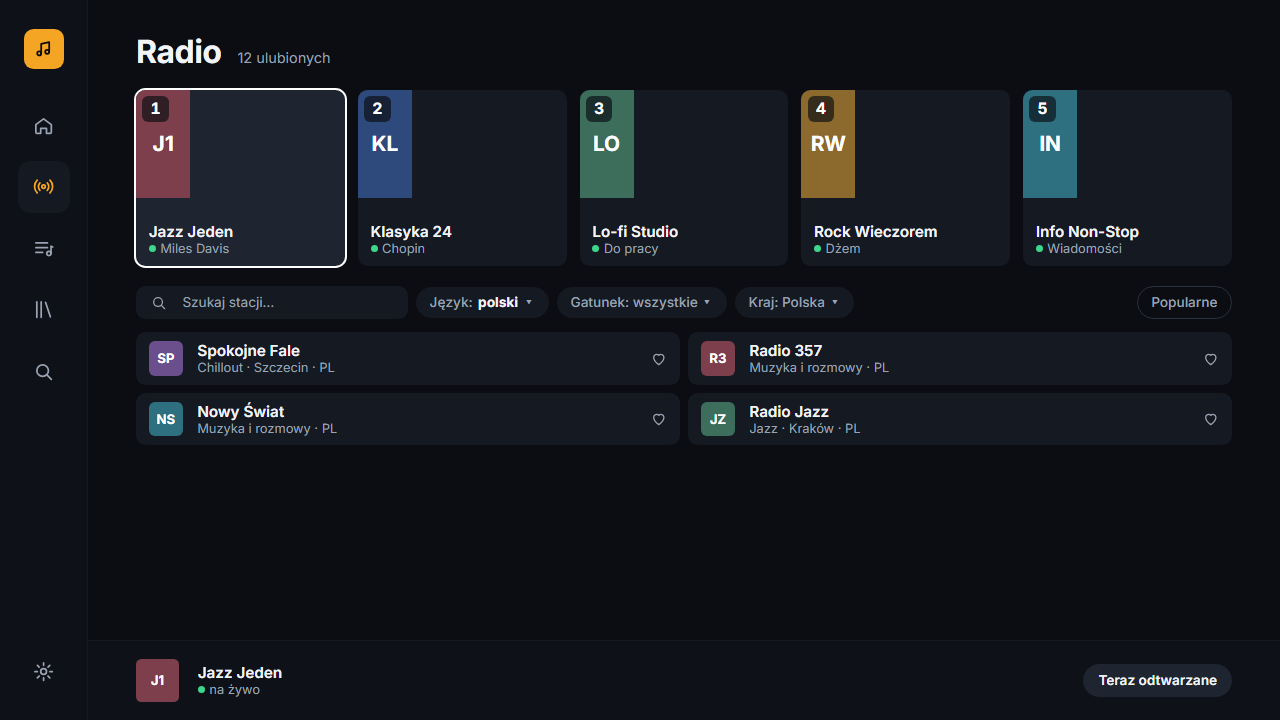 Radio 12 ulubionych
1
J1
Jazz Jeden
Miles Davis
2
KL
Klasyka 24
Chopin
3
LO
Lo-fi Studio
Do pracy
4
RW
Rock Wieczorem
Dżem
5
IN
Info Non-Stop
Wiadomości
Szukaj stacji...
Język: polski
Gatunek: wszystkie
Kraj: Polska
Popularne
SP
Spokojne Fale
Chillout · Szczecin · PL
R3
Radio 357
Muzyka i rozmowy · PL
NS
Nowy Świat
Muzyka i rozmowy · PL
JZ
Radio Jazz
Jazz · Kraków · PL
J1
Jazz Jeden
na żywo
Teraz odtwarzane